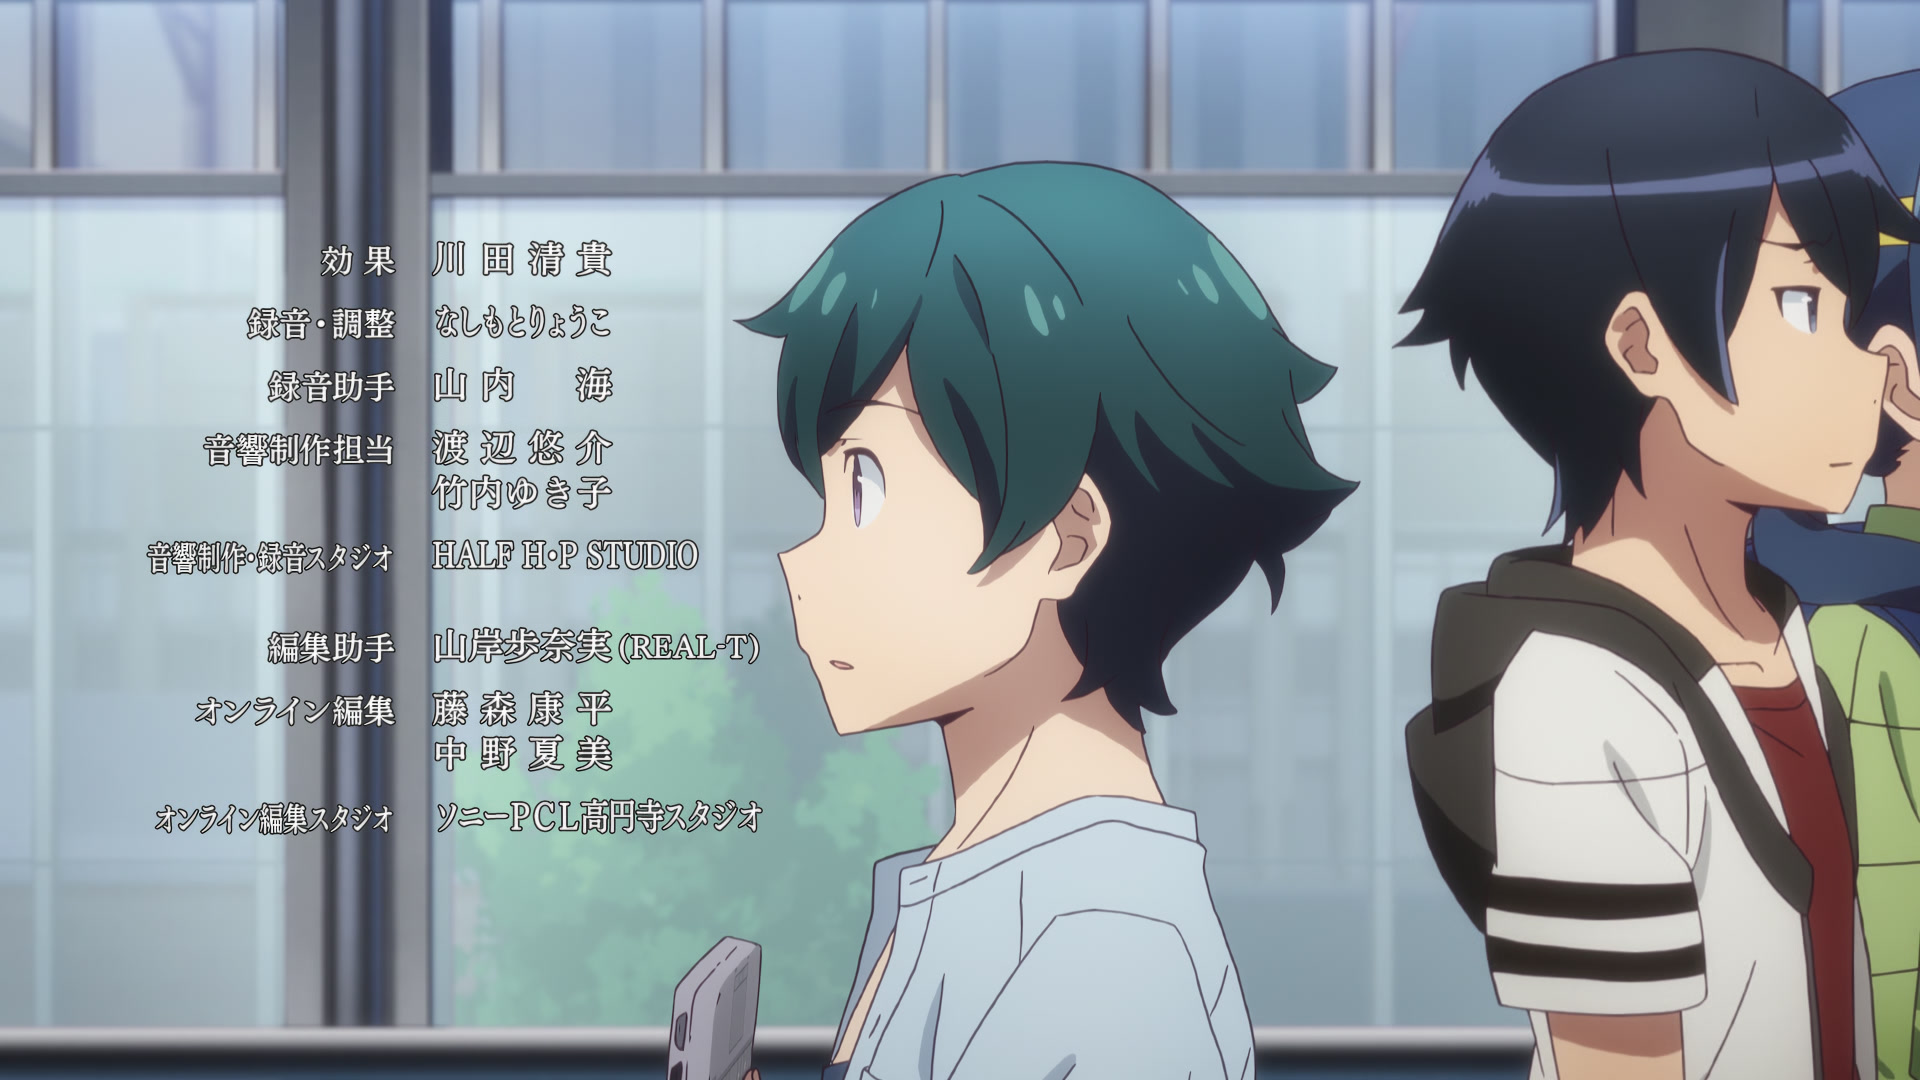 効果 川田清貴
録音・調整 なしもとりょうこ
録音助手 山内 海
音響制作担当 渡辺悠介
竹内ゆき子
音響制作・録音スタジオ HALF H・P STUDIO
編集助手 山岸歩奈実(REAL-T)
オンライン編集 藤森康平
中野夏美
オンライン編集スタジオ ソニーPCL高円寺スタジオ